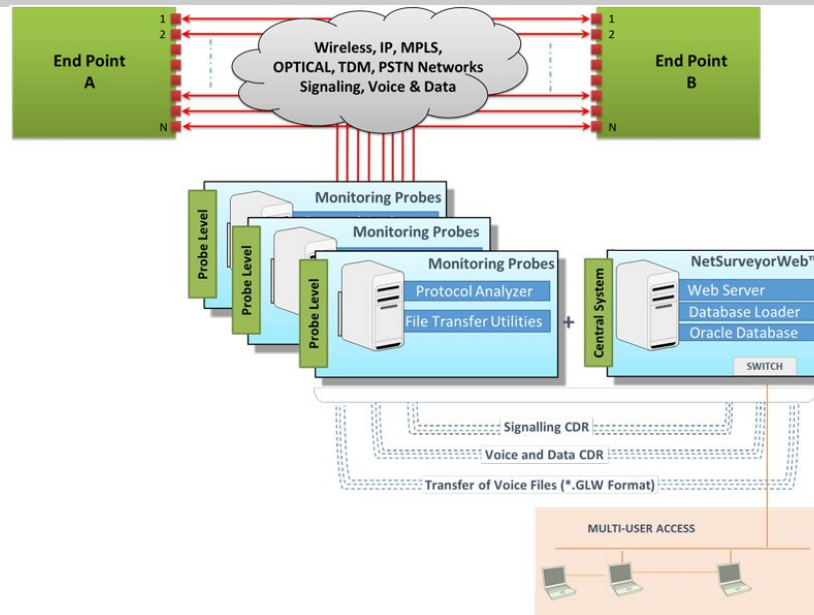 1
2
N
End Point
A
Wireless, IP, MPLS,
OPTICAL, TDM, PSTN Networks
Signaling, Voice & Data
1
2
N
End Point
B
Probe Level
Monitoring Probes
Probe Level
Monitoring Probes
Probe Level
Monitoring Probes
Protocol Analyzer
File Transfer Utilities
+
Central System
NetSurveyorWeb™
Web Server
Database Loader
Oracle Database
SWITCH
Signalling CDR
Voice and Data CDR
Transfer of Voice Files (*.GLW Format)
MULTI-USER ACCESS